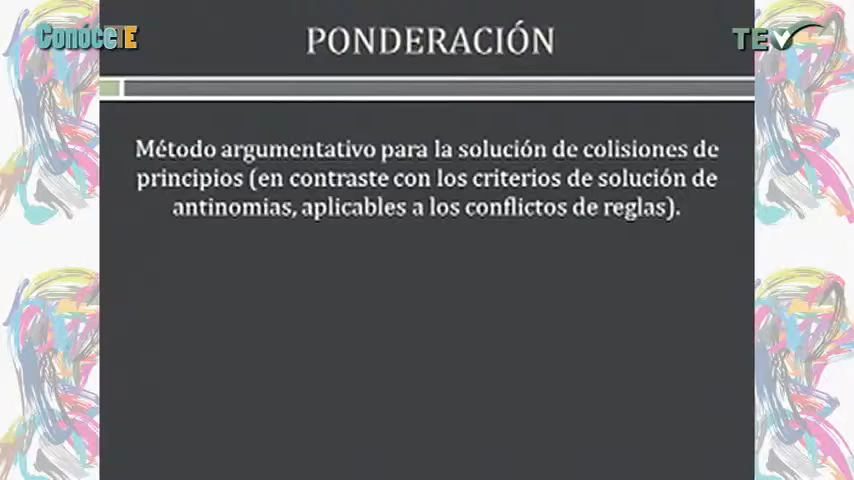 ConóceTE
TEV
PONDERACIÓN
Método argumentativo para la solución de colisiones de
principios (en contraste con los criterios de solución de
antinomias, aplicables a los conflictos de reglas).